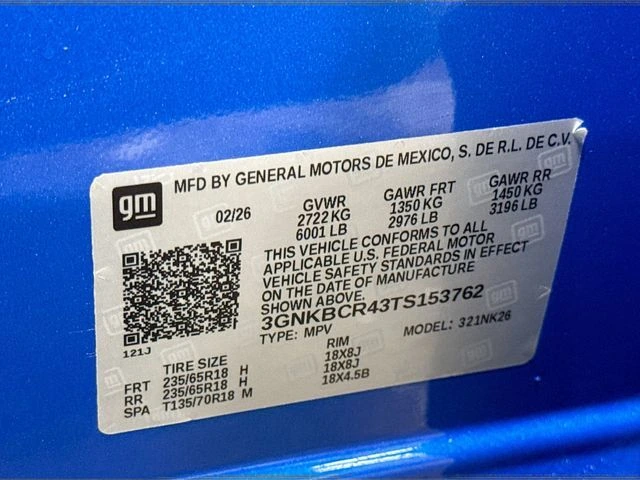 gm MFD BY GENERAL MOTORS DE MEXICO, S. DE R.L. DE C.V.
02/26 GVWR GAWR FRT GAWR RR
2722 KG 1350 KG 1450 KG
6001 LB 2976 LB 3196 LB
THIS VEHICLE CONFORMS TO ALL
APPLICABLE U.S. FEDERAL MOTOR
VEHICLE SAFETY STANDARDS IN EFFECT
ON THE DATE OF MANUFACTURE
SHOWN ABOVE.
3GNKBCR43TS153762
TYPE: MPV MODEL: 321NK26
121J
TIRE SIZE RIM
FRT 235/65R18 H 18X8J
RR 235/65R18 H 18X8J
SPA T135/70R18 M 18X4.5B